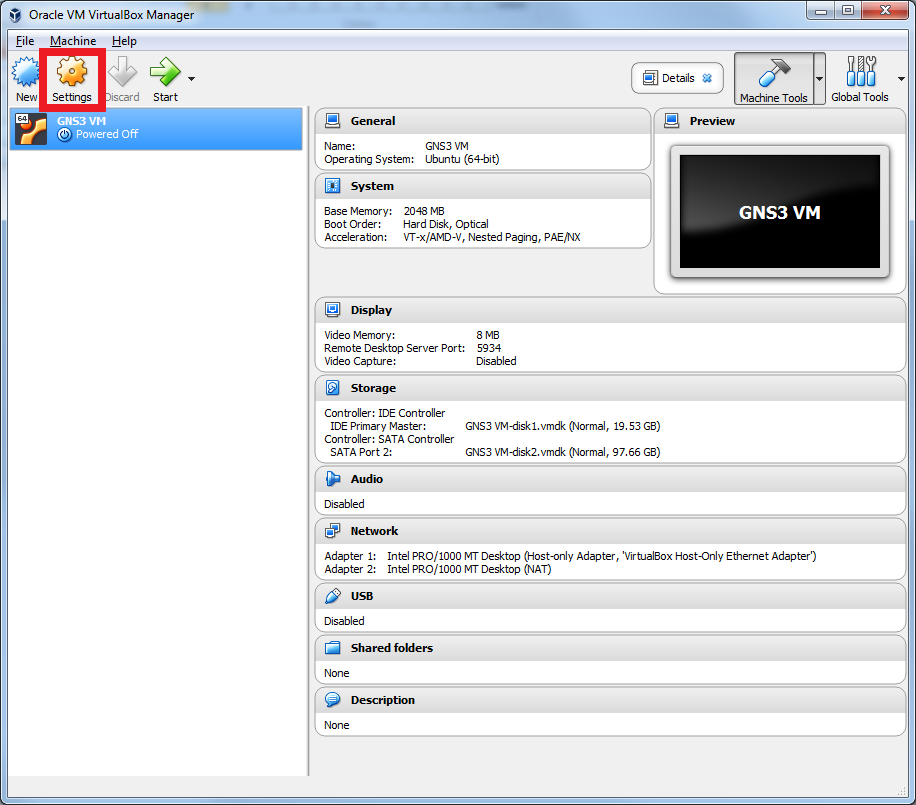 Oracle VM VirtualBox Manager
File Machine Help
New Settings Discard Start Details Machine Tools Global Tools
64 GNS3 VM
Powered Off
General
Name: GNS3 VM
Operating System: Ubuntu (64-bit)
System
Base Memory: 2048 MB
Boot Order: Hard Disk, Optical
Acceleration: VT-x/AMD-V, Nested Paging, PAE/NX
Preview
GNS3 VM
Display
Video Memory: 8 MB
Remote Desktop Server Port: 5934
Video Capture: Disabled
Storage
Controller: IDE Controller
IDE Primary Master: GNS3 VM-disk1.vmdk (Normal, 19.53 GB)
Controller: SATA Controller
SATA Port 2: GNS3 VM-disk2.vmdk (Normal, 97.66 GB)
Audio
Disabled
Network
Adapter 1: Intel PRO/1000 MT Desktop (Host-only Adapter, 'VirtualBox Host-Only Ethernet Adapter')
Adapter 2: Intel PRO/1000 MT Desktop (NAT)
USB
Disabled
Shared folders
None
Description
None